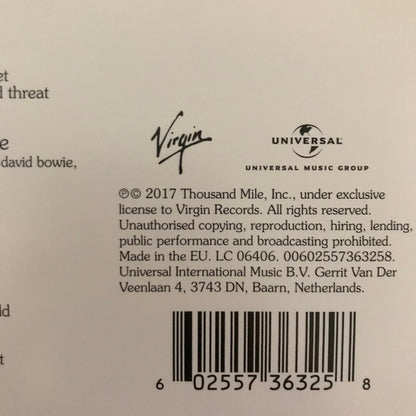 et
d threat
e
david bowie,
Virgin
UNIVERSAL
UNIVERSAL MUSIC GROUP
℗© 2017 Thousand Mile, Inc., under exclusive
license to Virgin Records. All rights reserved.
Unauthorised copying, reproduction, hiring, lending,
public performance and broadcasting prohibited.
Made in the EU. LC 06406. 00602557363258.
Universal International Music B.V. Gerrit Van Der
Veenlaan 4, 3743 DN, Baarn, Netherlands.
ld
t
6 02557 36325 8